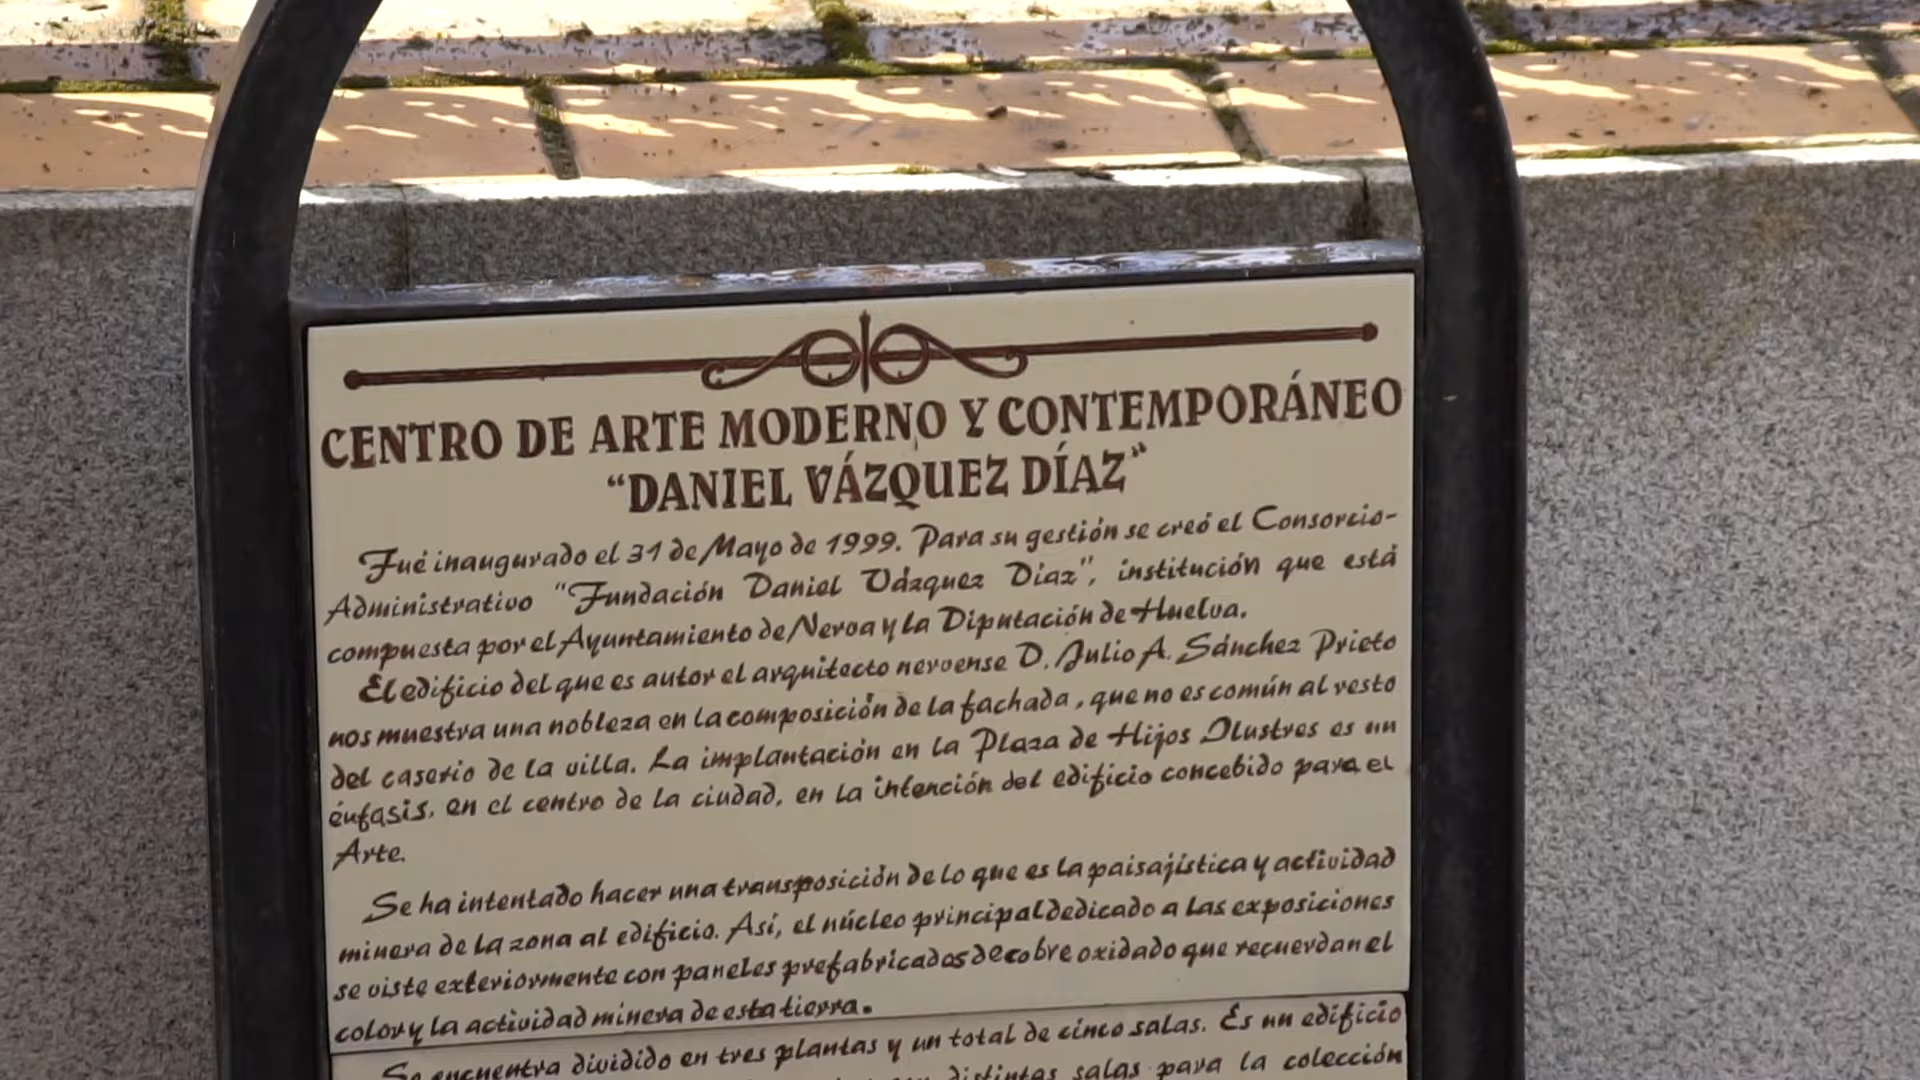 CENTRO DE ARTE MODERNO Y CONTEMPORÁNEO
“DANIEL VÁZQUEZ DÍAZ”
Fué inaugurado el 31 de Mayo de 1999. Para su gestión se creó el Consorcio-
Administrativo “Fundación Daniel Vázquez Díaz”, institución que está
compuesta por el Ayuntamiento de Nerva y la Diputación de Huelva.
El edificio del que es autor el arquitecto nervense D. Julio A. Sánchez Prieto
nos muestra una nobleza en la composición de la fachada, que no es común al resto
del caserio de la villa. La implantación en la Plaza de Hijos Ilustres es un
énfasis, en el centro de la ciudad, en la intención del edificio concebido para el
Arte.
Se ha intentado hacer una transposición de lo que es la paisajística y actividad
minera de la zona al edificio. Así, el núcleo principal dedicado a las exposiciones
se viste exteriormente con paneles prefabricados de cobre oxidado que recuerdan el
color y la actividad minera de esta tierra.
Se encuentra dividido en tres plantas y un total de cinco salas. Es un edificio
distintas salas para la colección